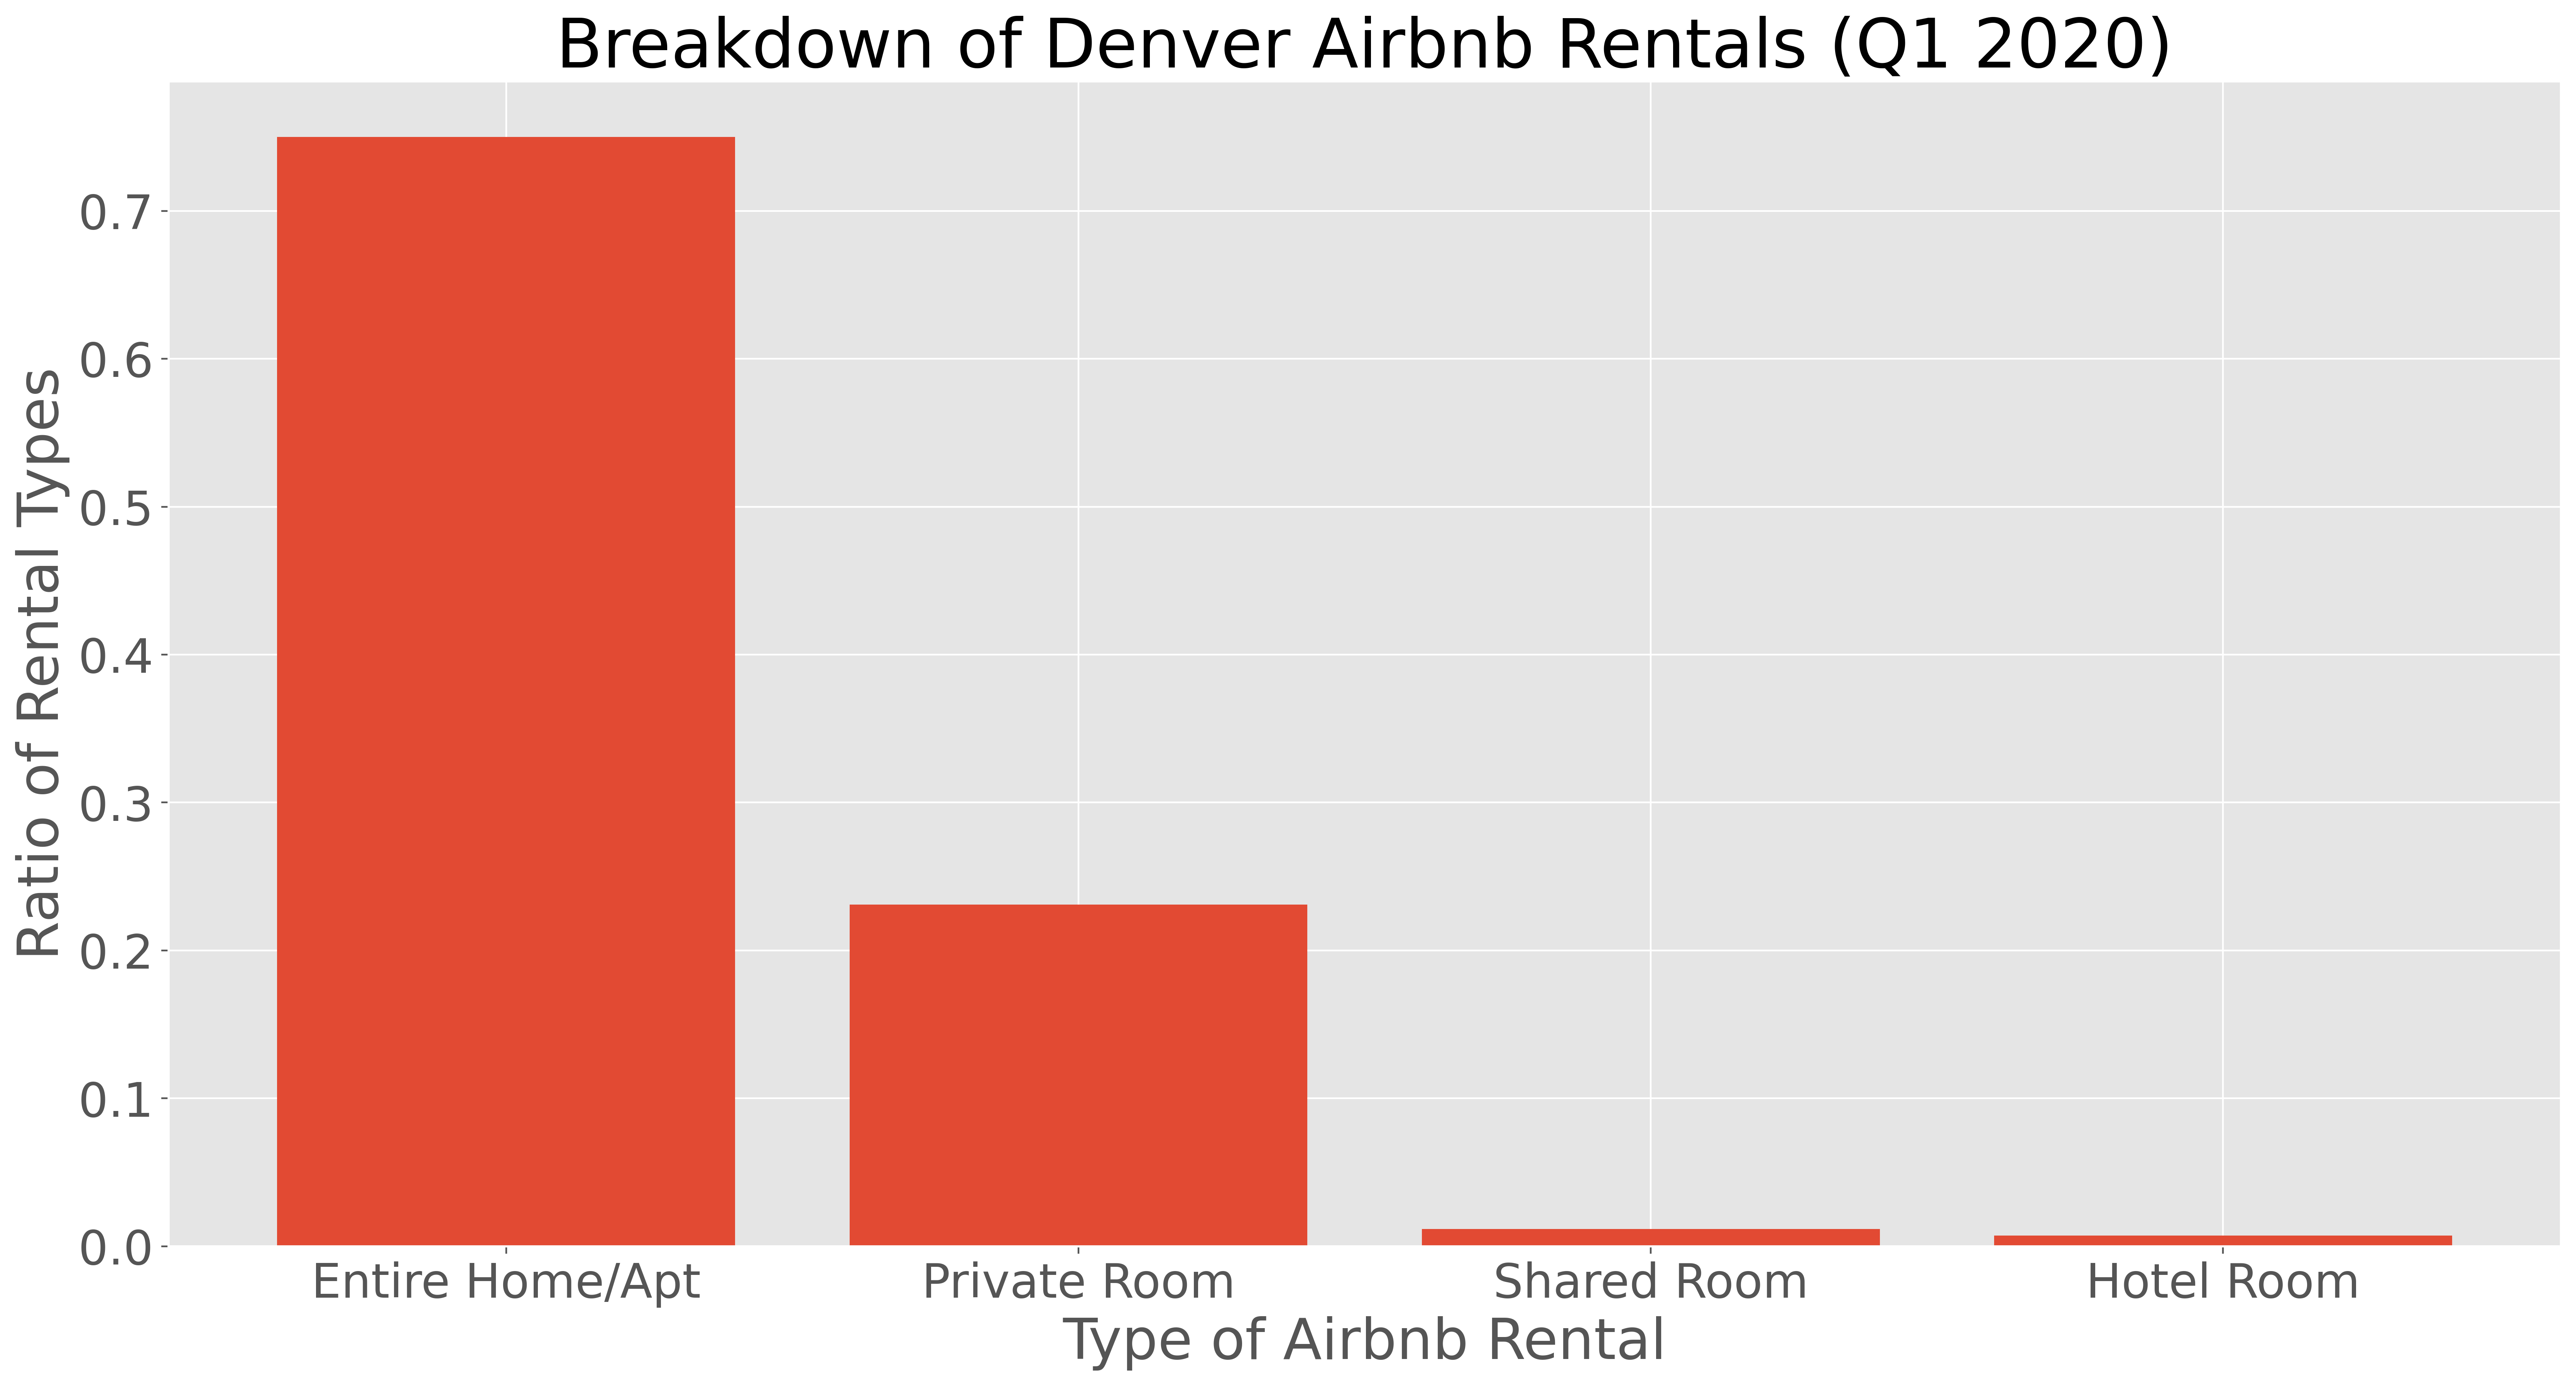 Breakdown of Denver Airbnb Rentals (Q1 2020)
Ratio of Rental Types
0.7
0.6
0.5
0.4
0.3
0.2
0.1
0.0
Entire Home/Apt
Private Room
Shared Room
Hotel Room
Type of Airbnb Rental